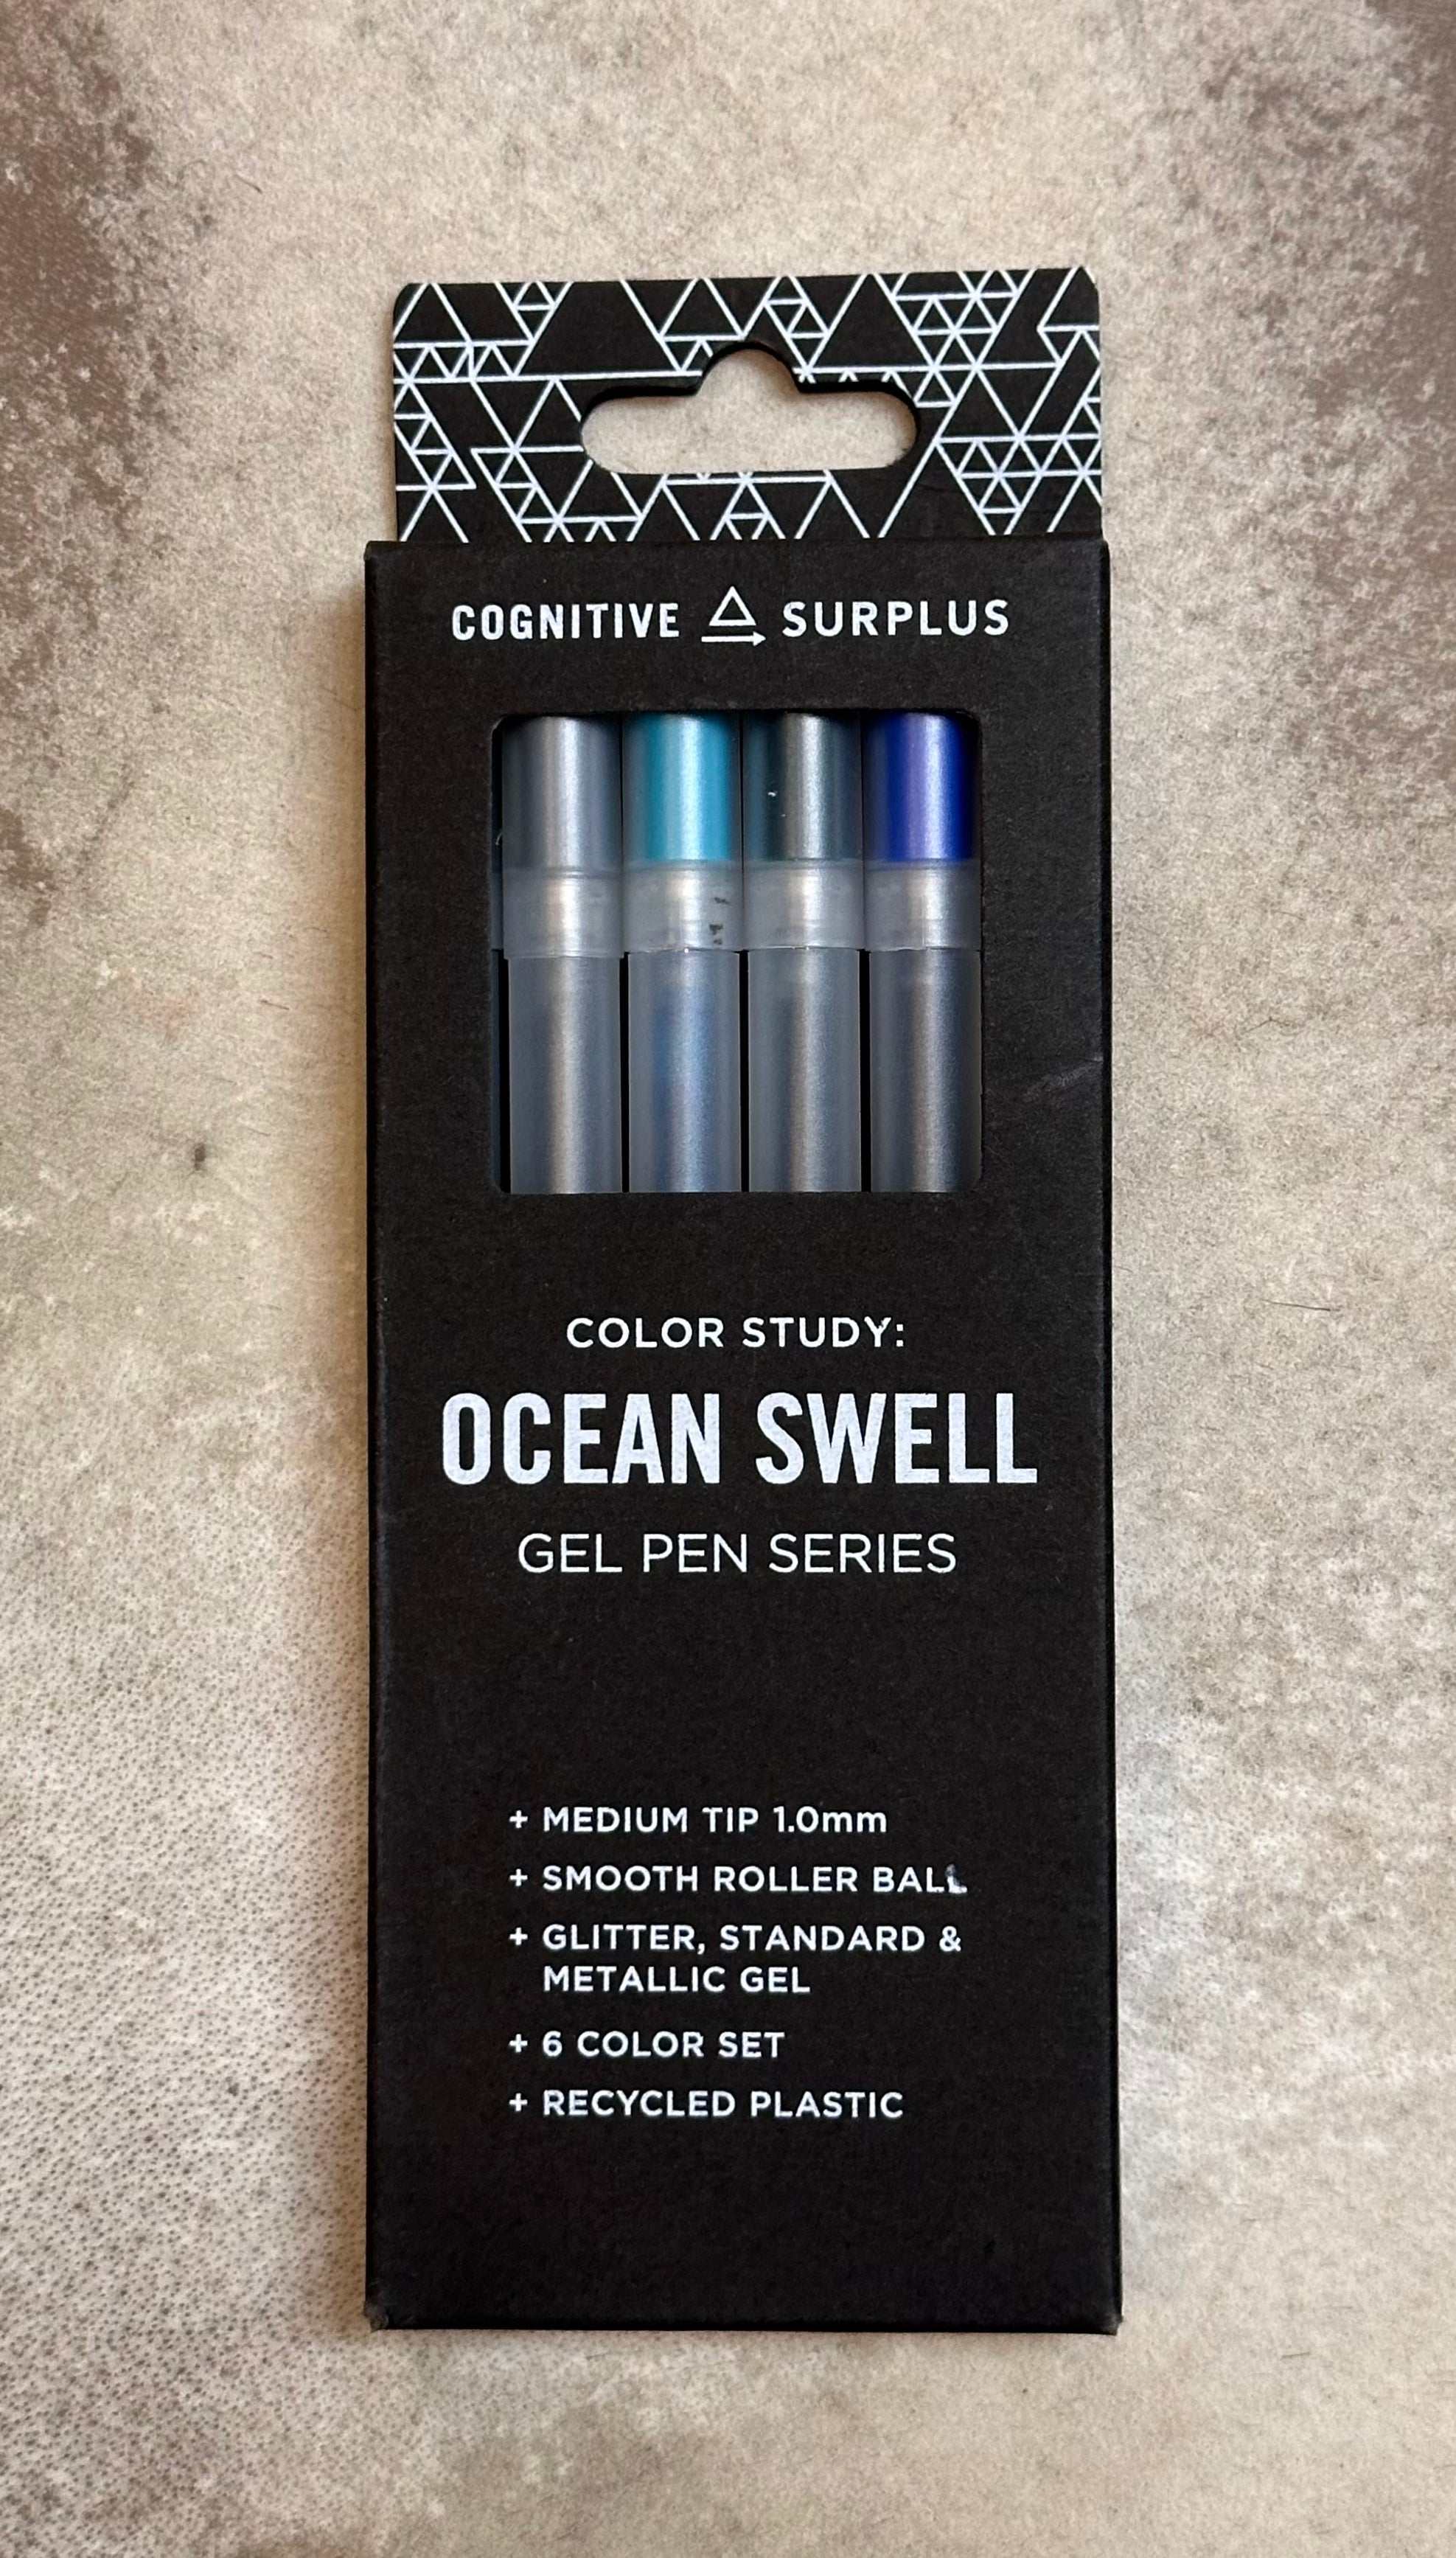 COGNITIVE SURPLUS
COLOR STUDY:
OCEAN SWELL
GEL PEN SERIES
+ MEDIUM TIP 1.0mm
+ SMOOTH ROLLER BALL
+ GLITTER, STANDARD &
METALLIC GEL
+ 6 COLOR SET
+ RECYCLED PLASTIC